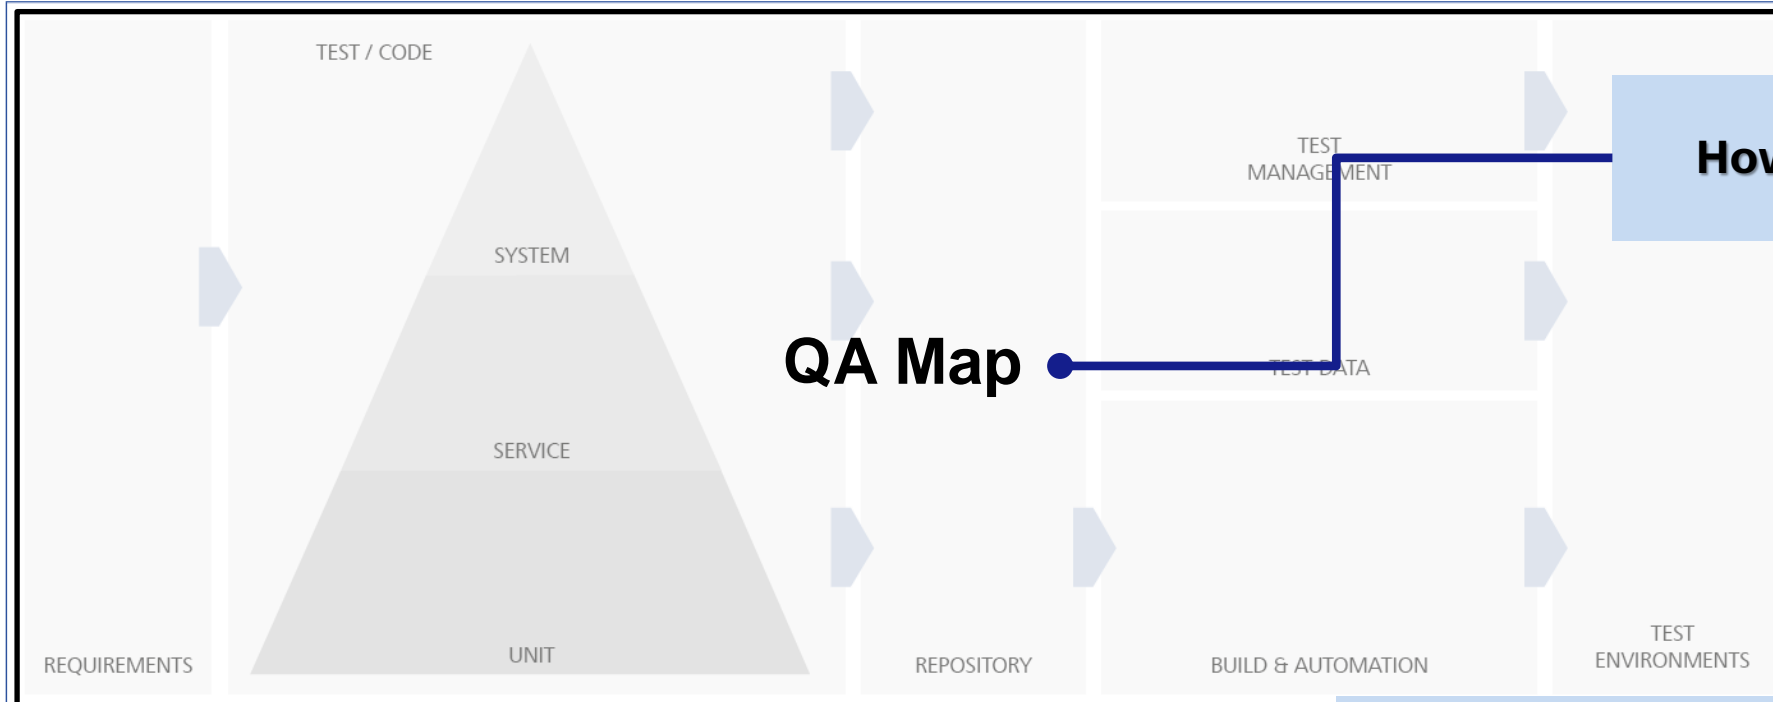 TEST / CODE
TEST
MANAGEMENT
SYSTEM
QA Map
TEST DATA
SERVICE
UNIT
REQUIREMENTS
REPOSITORY
BUILD & AUTOMATION
TEST
ENVIRONMENTS